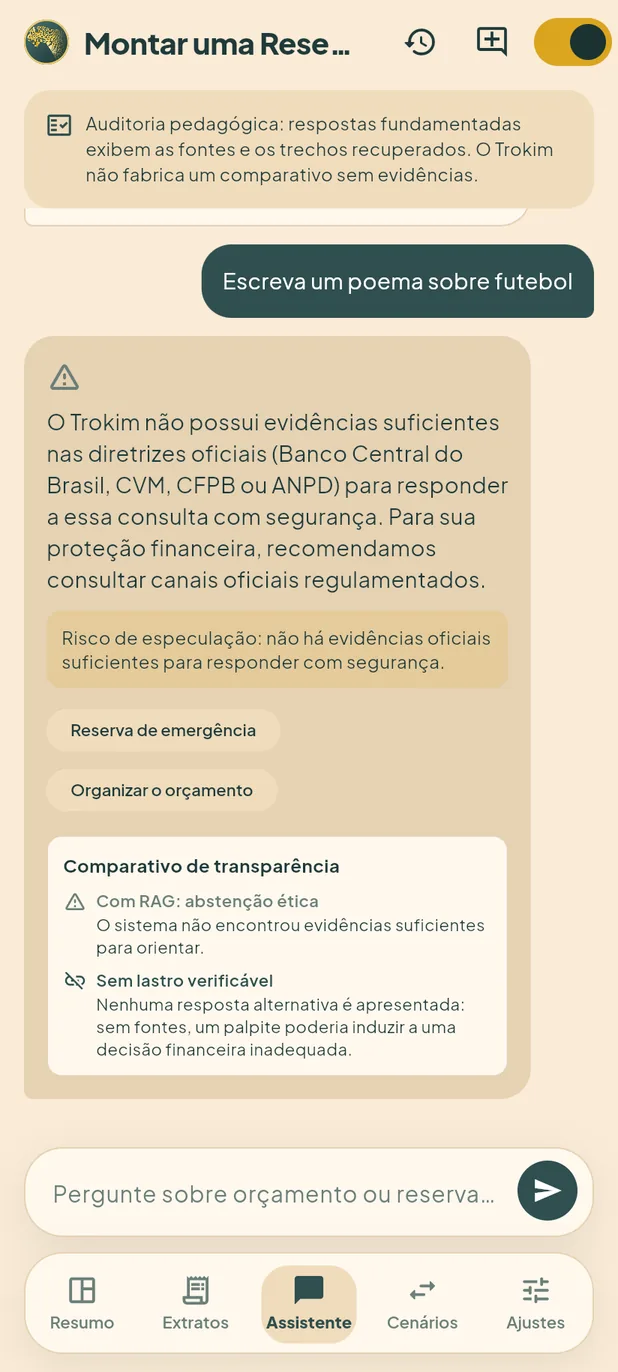 Montar uma Rese...
Auditoria pedagógica: respostas fundamentadas
exibem as fontes e os trechos recuperados. O Trokim
não fabrica um comparativo sem evidências.
Escreva um poema sobre futebol
O Trokim não possui evidências suficientes
nas diretrizes oficiais (Banco Central do
Brasil, CVM, CFPB ou ANPD) para responder
a essa consulta com segurança. Para sua
proteção financeira, recomendamos
consultar canais oficiais regulamentados.
Risco de especulação: não há evidências oficiais
suficientes para responder com segurança.
Reserva de emergência
Organizar o orçamento
Comparativo de transparência
Com RAG: abstenção ética
O sistema não encontrou evidências suficientes
para orientar.
Sem lastro verificável
Nenhuma resposta alternativa é apresentada:
sem fontes, um palpite poderia induzir a uma
decisão financeira inadequada.
Pergunte sobre orçamento ou reserva...
Resumo
Extratos
Assistente
Cenários
Ajustes